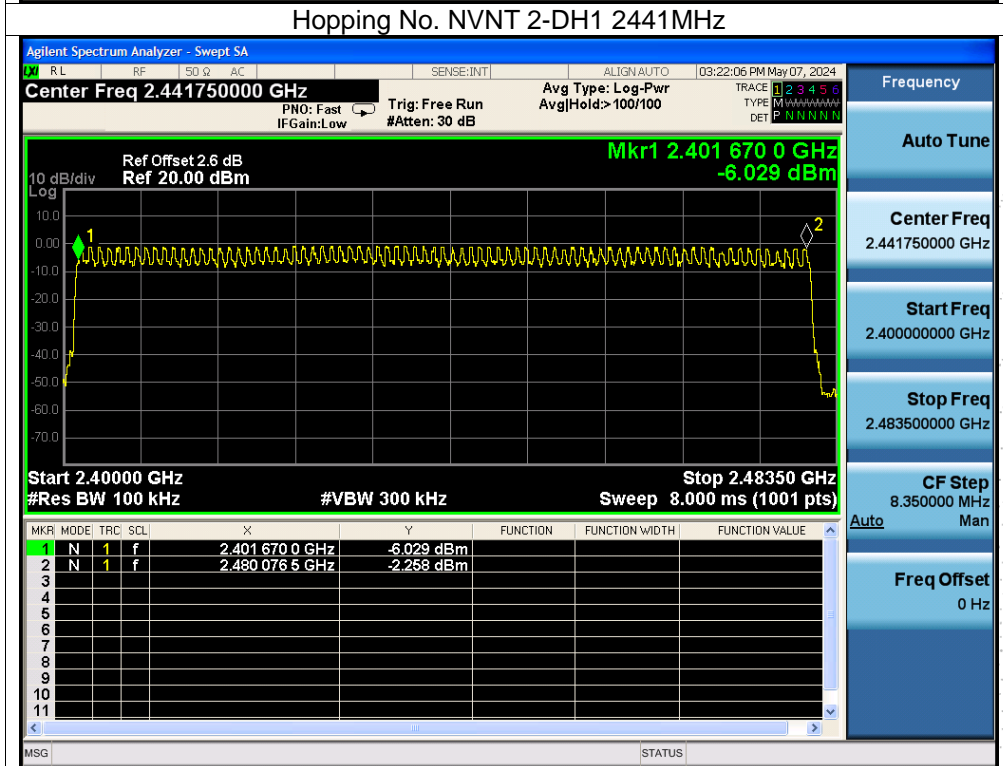 Hopping No. NVNT 2-DH1 2441MHz
Agilent Spectrum Analyzer - Swept SA
LXI RL RF 50 Ω AC SENSE:INT ALIGN AUTO 03:22:06 PM May 07, 2024
Center Freq 2.441750000 GHz
PNO: Fast
IFGain:Low
Trig: Free Run
#Atten: 30 dB
Avg Type: Log-Pwr
Avg|Hold:>100/100
TRACE 1 2 3 4 5 6
TYPE MWWWWW
DET P N N N N N
Ref Offset 2.6 dB
10 dB/div Ref 20.00 dBm
Log
Mkr1 2.401 670 0 GHz
-6.029 dBm
10.0
0.00
-10.0
-20.0
-30.0
-40.0
-50.0
-60.0
-70.0
1
2
Start 2.40000 GHz Stop 2.48350 GHz
#Res BW 100 kHz #VBW 300 kHz Sweep 8.000 ms (1001 pts)
MKR MODE TRC SCL X Y FUNCTION FUNCTION WIDTH FUNCTION VALUE
1 N 1 f 2.401 670 0 GHz -6.029 dBm
2 N 1 f 2.480 076 5 GHz -2.258 dBm
3
4
5
6
7
8
9
10
11
MSG STATUS
Frequency
Auto Tune
Center Freq
2.441750000 GHz
Start Freq
2.400000000 GHz
Stop Freq
2.483500000 GHz
CF Step
8.350000 MHz
Auto Man
Freq Offset
0 Hz